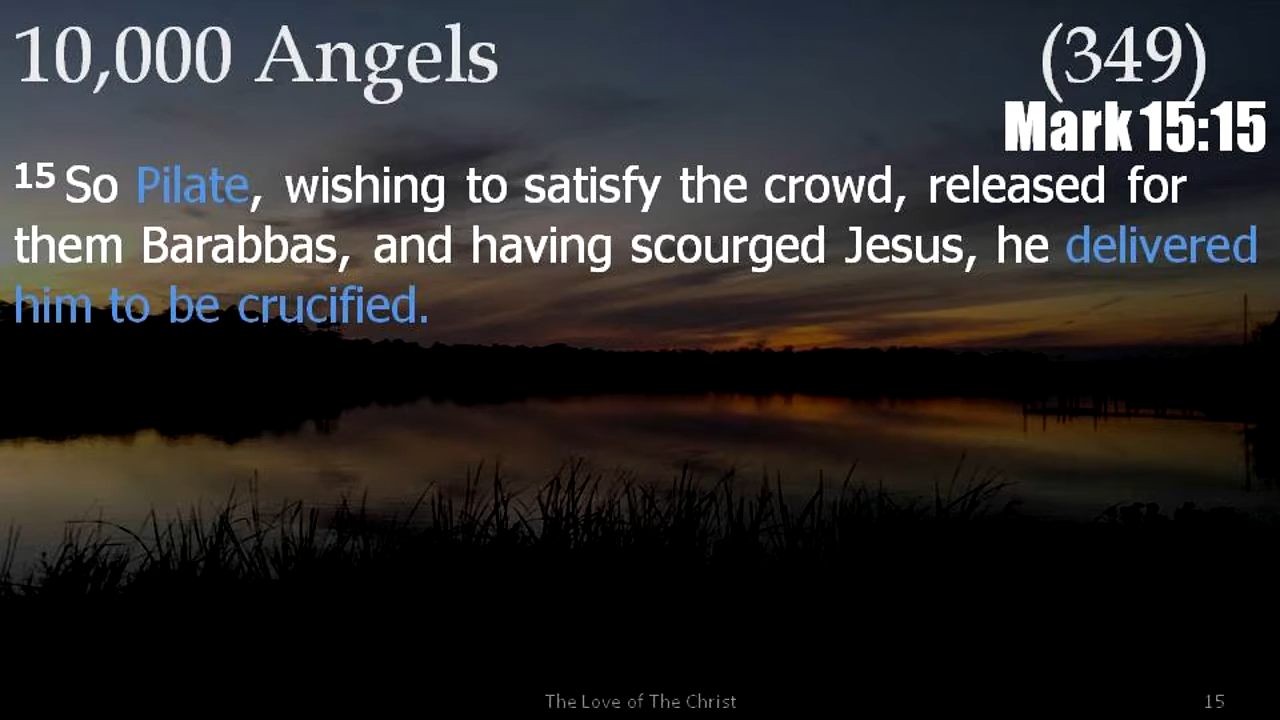 10,000 Angels (349)
Mark 15:15
15 So Pilate, wishing to satisfy the crowd, released for
them Barabbas, and having scourged Jesus, he delivered
him to be crucified.
The Love of The Christ 15